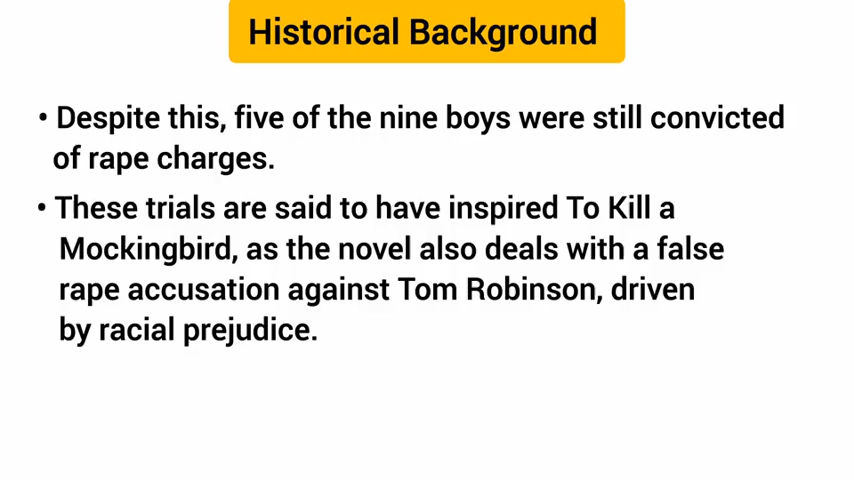 Historical Background
• Despite this, five of the nine boys were still convicted
of rape charges.
• These trials are said to have inspired To Kill a
Mockingbird, as the novel also deals with a false
rape accusation against Tom Robinson, driven
by racial prejudice.